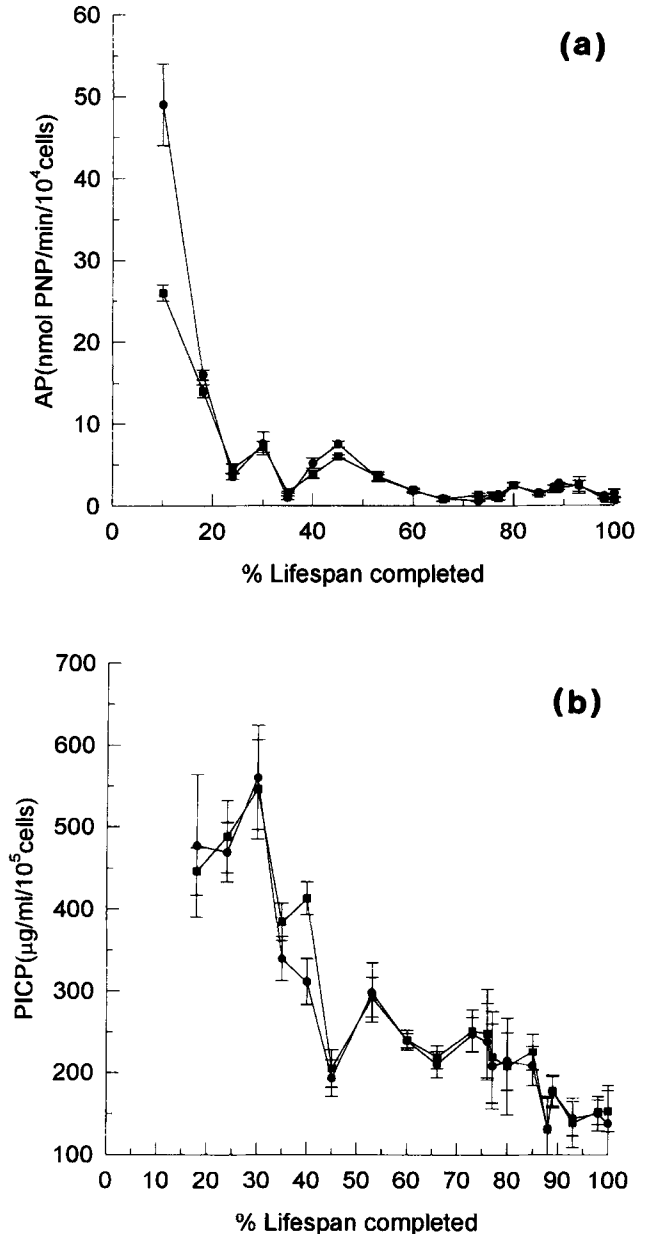 (a)
AP(nmol PNP/min/10⁴cells)
60
50
40
30
20
10
0
0 20 40 60 80 100
% Lifespan completed
(b)
PICP(µg/ml/10⁵cells)
700
600
500
400
300
200
100
0 10 20 30 40 50 60 70 80 90 100
% Lifespan completed